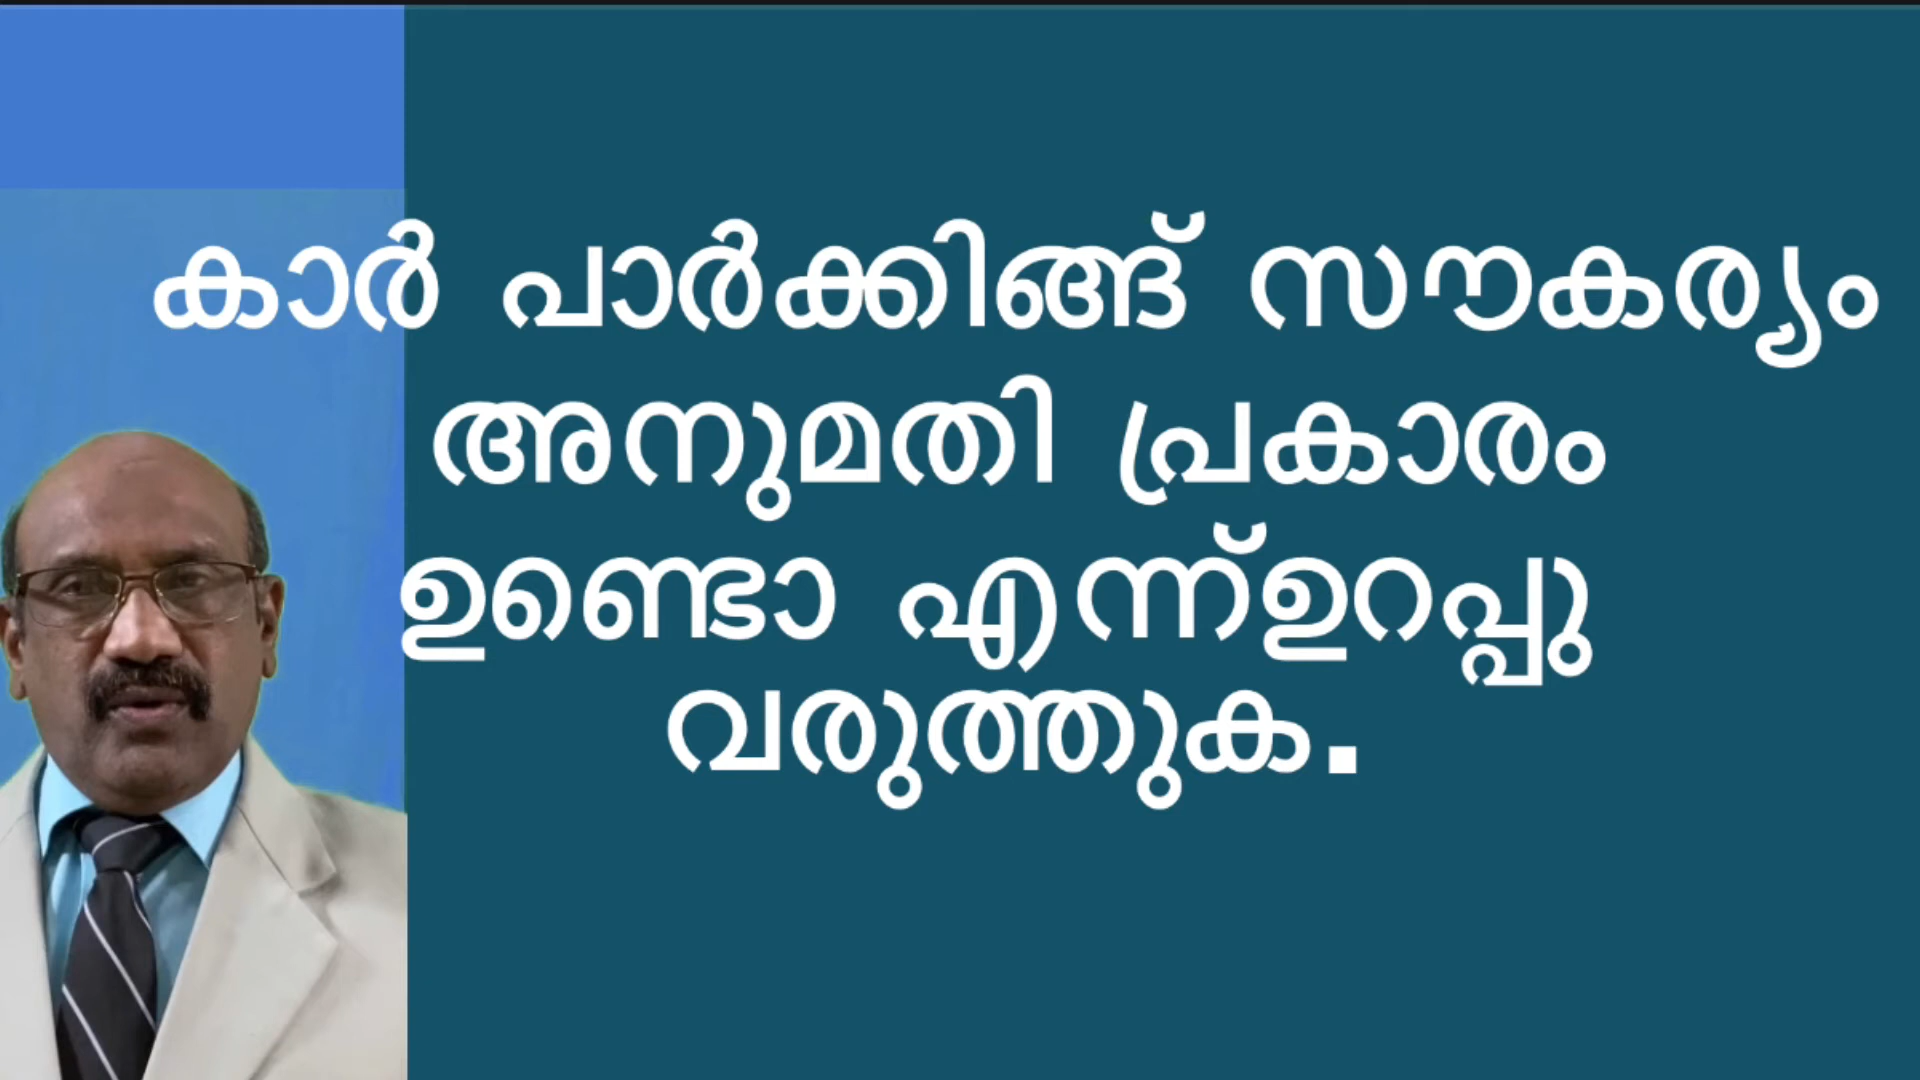 കാർ പാർക്കിങ്ങ് സൗകര്യം
അനുമതി പ്രകാരം
ഉണ്ടൊ എന്ന്ഉറപ്പു
വരുത്തുക.